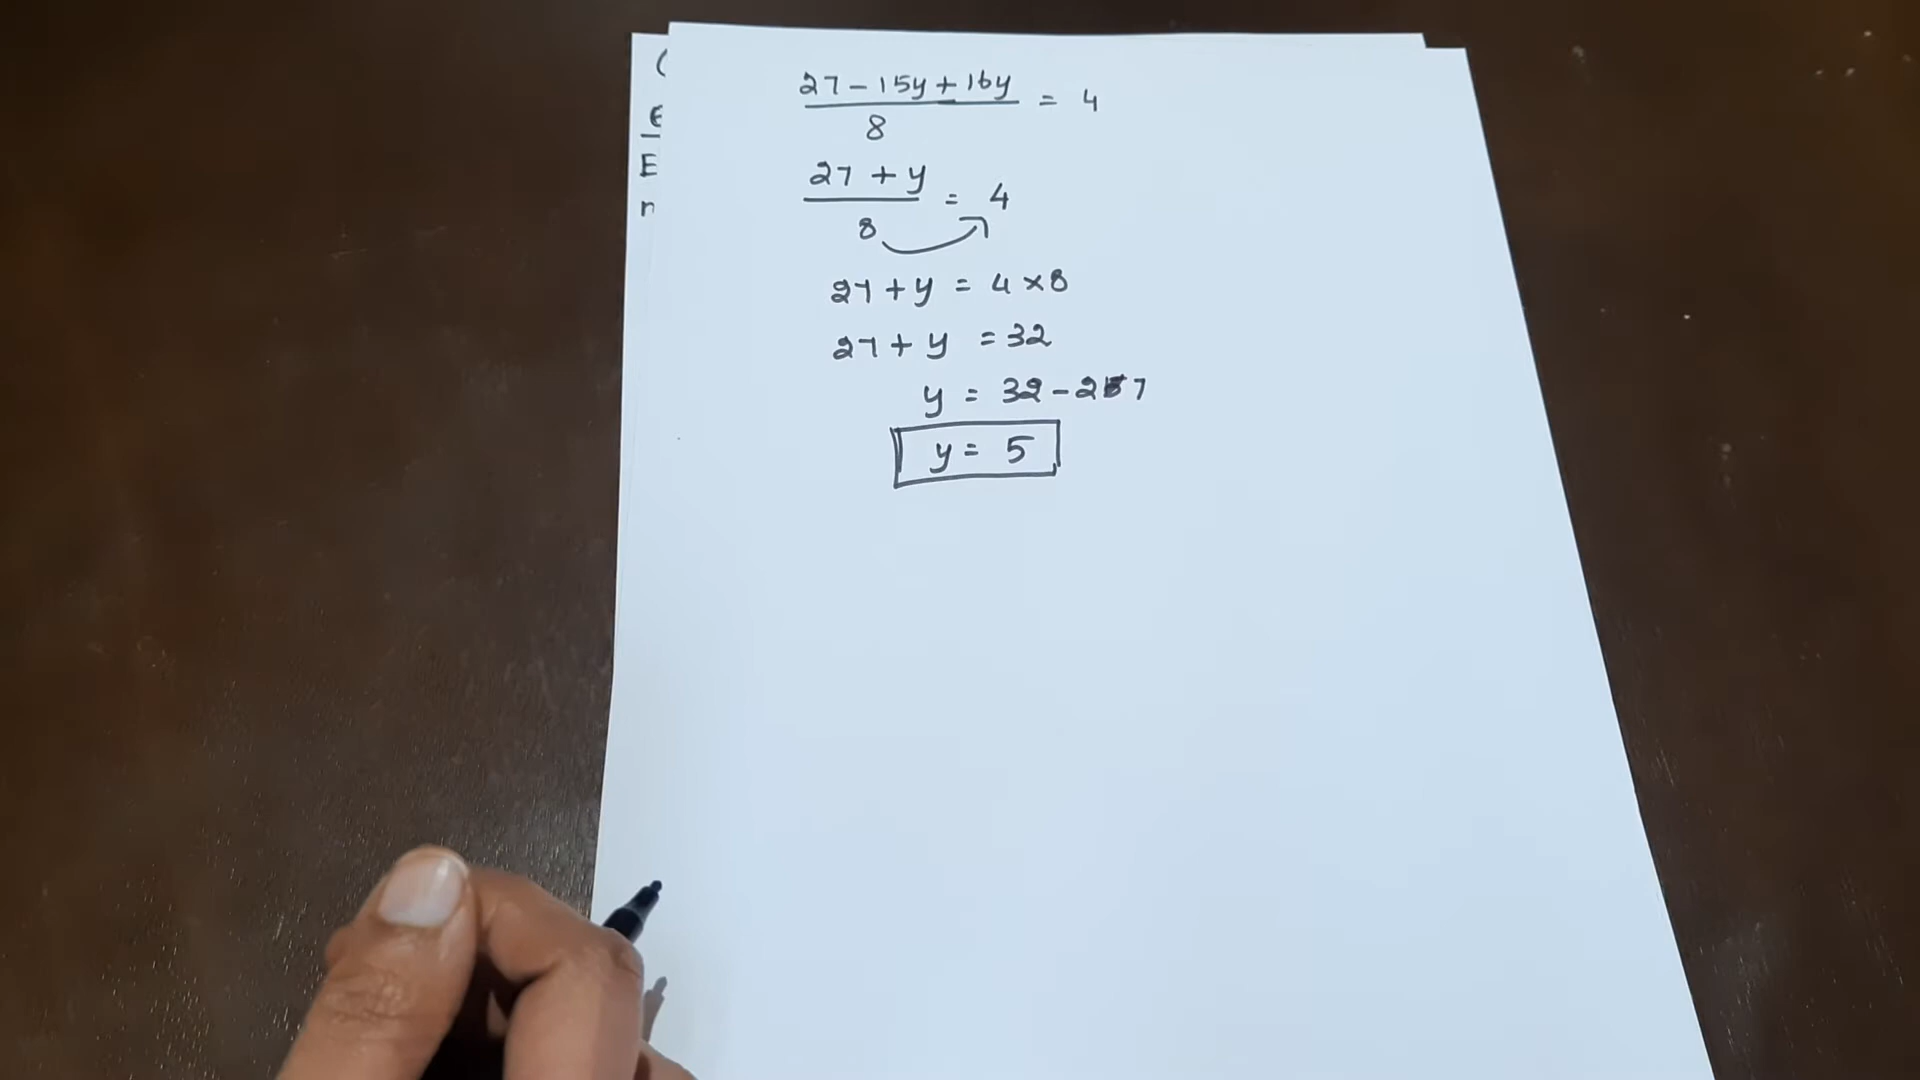 (
E
n
27 - 15y + 16y
8
= 4
27 + y
8
= 4
27 + y = 4 × 8
27 + y = 32
y = 32 - 27
y = 5